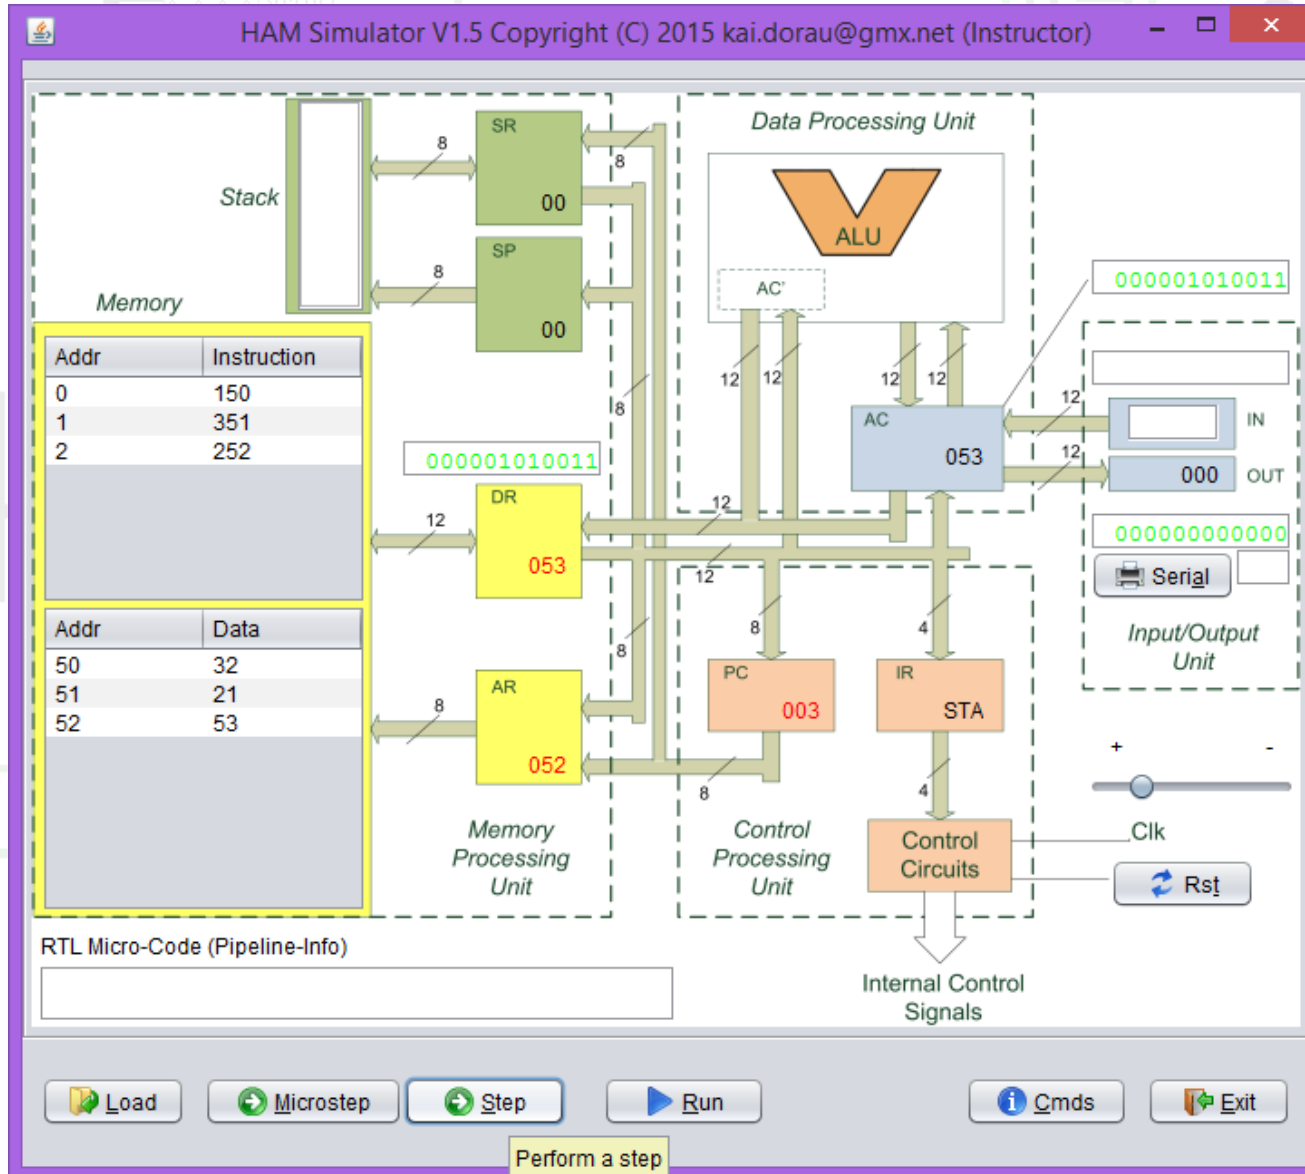 HAM Simulator V1.5 Copyright (C) 2015 kai.dorau@gmx.net (Instructor)
Stack
Memory
SR
00
SP
00
8
8
8
Data Processing Unit
ALU
AC'
12
12
12
12
000001010011
AC
053
12
12
IN
000
OUT
000000000000
Serial
Input/Output
Unit
Addr Instruction
0 150
1 351
2 252
000001010011
8
12
DR
053
12
12
Addr Data
50 32
51 21
52 53
8
8
AR
052
8
8
4
PC
003
IR
STA
4
Memory
Processing
Unit
Control
Processing
Unit
Control
Circuits
+ -
Clk
Rst
RTL Micro-Code (Pipeline-Info)
Internal Control
Signals
Load
Microstep
Step
Run
Cmds
Exit
Perform a step